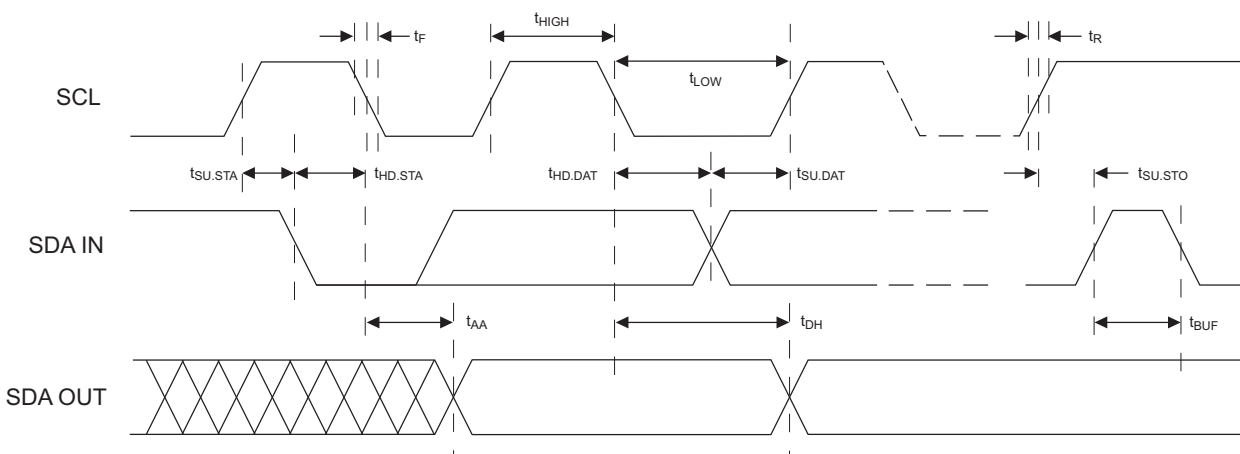 tHIGH
tF
tR
SCL
tLOW
tSU.STA
tHD.STA
tHD.DAT
tSU.DAT
tSU.STO
SDA IN
tAA
tDH
tBUF
SDA OUT